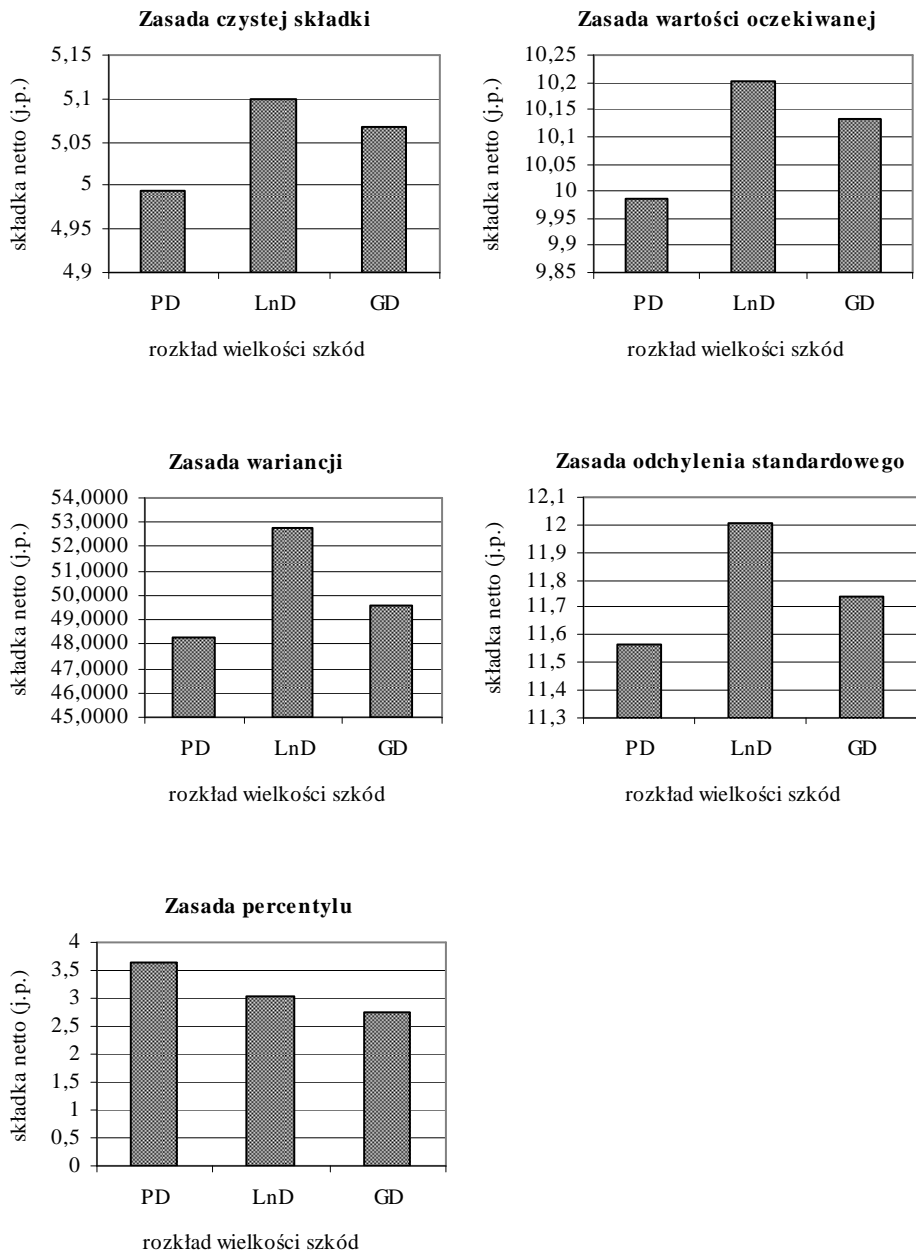 Zasada czystej składki
składka netto (j.p.)
5,15
5,1
5,05
5
4,95
4,9
PD LnD GD
rozkład wielkości szkód
Zasada wartości oczekiwanej
składka netto (j.p.)
10,25
10,2
10,15
10,1
10,05
10
9,95
9,9
9,85
PD LnD GD
rozkład wielkości szkód
Zasada wariancji
składka netto (j.p.)
54,0000
53,0000
52,0000
51,0000
50,0000
49,0000
48,0000
47,0000
46,0000
45,0000
PD LnD GD
rozkład wielkości szkód
Zasada odchylenia standardowego
składka netto (j.p.)
12,1
12
11,9
11,8
11,7
11,6
11,5
11,4
11,3
PD LnD GD
rozkład wielkości szkód
Zasada percentylu
składka netto (j.p.)
4
3,5
3
2,5
2
1,5
1
0,5
0
PD LnD GD
rozkład wielkości szkód